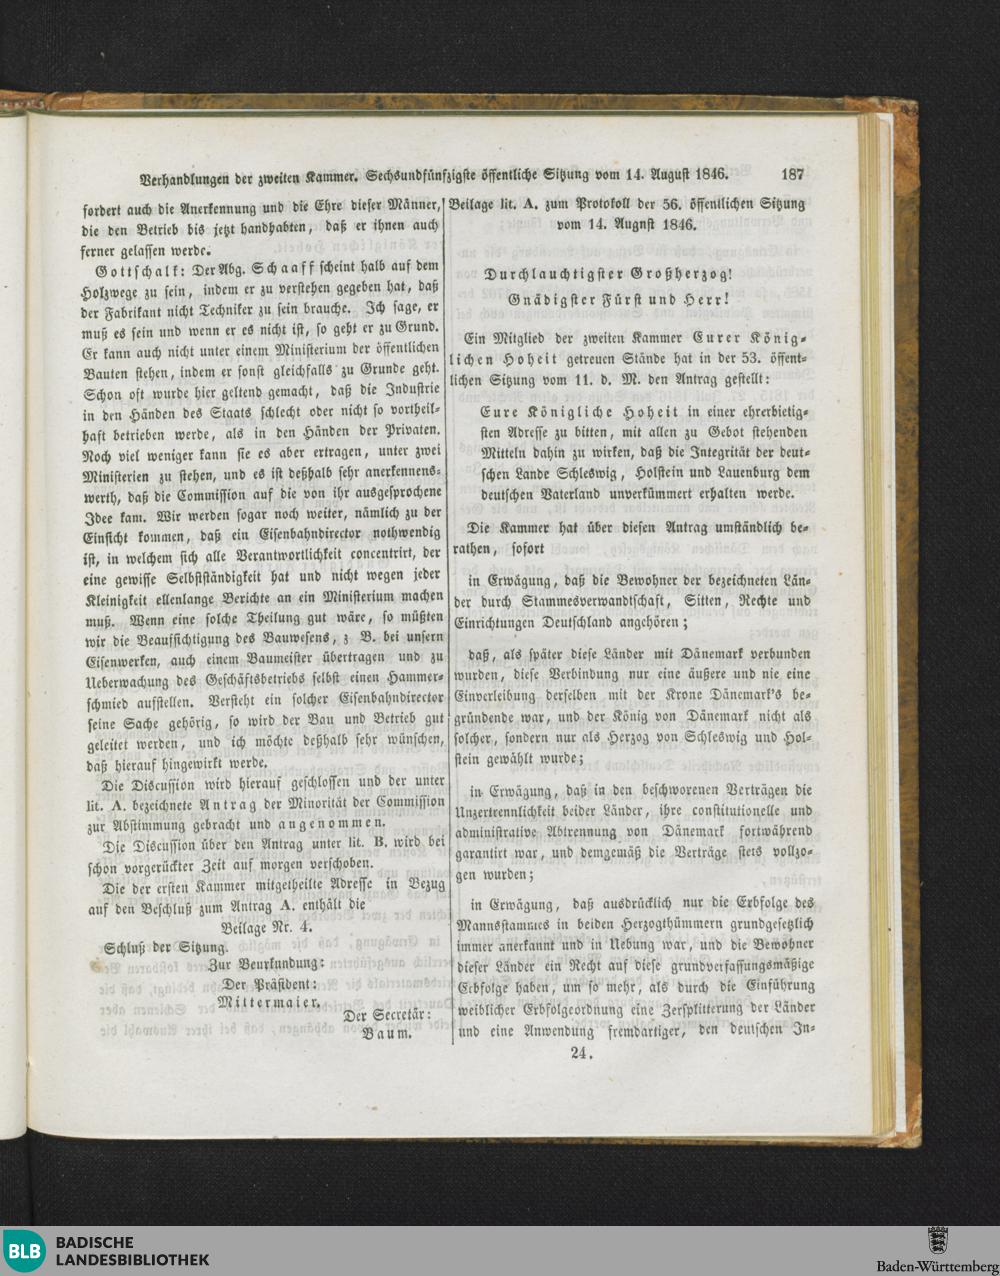 Verhandlungen der zweiten Kammer. Sechsundfünfzigste öffentliche Sitzung vom 14. August 1846. 187
fordert auch die Anerkennung und die Ehre dieser Männer,
die den Betrieb bis jetzt handhabten, daß er ihnen auch
ferner gelassen werde.
Gottschalk: Der Abg. Schaaff scheint halb auf dem
Holzwege zu sein, indem er zu verstehen gegeben hat, daß
der Fabrikant nicht Techniker zu sein brauche. Ich sage, er
muß es sein und wenn er es nicht ist, so geht er zu Grund.
Er kann auch nicht unter einem Ministerium der öffentlichen
Bauten stehen, indem er sonst gleichfalls zu Grunde geht.
Schon oft wurde hier geltend gemacht, daß die Industrie
in den Händen des Staats schlecht oder nicht so vortheil-
haft betrieben werde, als in den Händen der Privaten.
Noch viel weniger kann sie es aber ertragen, unter zwei
Ministerien zu stehen, und es ist deßhalb sehr anerkennens-
werth, daß die Commission auf die von ihr ausgesprochene
Idee kam. Wir werden sogar noch weiter, nämlich zu der
Einsicht kommen, daß ein Eisenbahndirector nothwendig
ist, in welchem sich alle Verantwortlichkeit concentrirt, der
eine gewisse Selbstständigkeit hat und nicht wegen jeder
Kleinigkeit ellenlange Berichte an ein Ministerium machen
muß. Wenn eine solche Theilung gut wäre, so müßten
wir die Beaufsichtigung des Bauwesens, z B. bei unsern
Eisenwerken, auch einem Baumeister übertragen und zu
Ueberwachung des Geschäftsbetriebs selbst einen Hammer-
schmied aufstellen. Versteht ein solcher Eisenbahndirector
seine Sache gehörig, so wird der Bau und Betrieb gut
geleitet werden, und ich möchte deßhalb sehr wünschen,
daß hierauf hingewirkt werde.
Die Discussion wird hierauf geschlossen und der unter
lit. A. bezeichnete Antrag der Minorität der Commission
zur Abstimmung gebracht und angenommen.
Die Discussion über den Antrag unter lit. B. wird bei
schon vorgerückter Zeit auf morgen verschoben.
Die der ersten Kammer mitgetheilte Adresse in Bezug
auf den Beschluß zum Antrag A. enthält die
Beilage Nr. 4.
Schluß der Sitzung.
Zur Beurkundung:
Der Präsident:
Mittermaier.
Der Secretär:
Baum.
Beilage lit. A. zum Protokoll der 56. öffentlichen Sitzung
vom 14. August 1846.
Durchlauchtigster Großherzog!
Gnädigster Fürst und Herr!
Ein Mitglied der zweiten Kammer Eurer König-
lichen Hoheit getreuen Stände hat in der 53. öffent-
lichen Sitzung vom 11. d. M. den Antrag gestellt:
Eure Königliche Hoheit in einer ehrerbietig-
sten Adresse zu bitten, mit allen zu Gebot stehenden
Mitteln dahin zu wirken, daß die Integrität der deut-
schen Lande Schleswig, Holstein und Lauenburg dem
deutschen Vaterland unverkümmert erhalten werde.
Die Kammer hat über diesen Antrag umständlich be-
rathen, sofort
in Erwägung, daß die Bewohner der bezeichneten Län-
der durch Stammesverwandtschaft, Sitten, Rechte und
Einrichtungen Deutschland angehören;
daß, als später diese Länder mit Dänemark verbunden
wurden, diese Verbindung nur eine äußere und nie eine
Einverleibung derselben mit der Krone Dänemark's be-
gründende war, und der König von Dänemark nicht als
solcher, sondern nur als Herzog von Schleswig und Hol-
stein gewählt wurde;
in Erwägung, daß in den beschworenen Verträgen die
Unzertrennlichkeit beider Länder, ihre constitutionelle und
administrative Abtrennung von Dänemark fortwährend
garantirt war, und demgemäß die Verträge stets vollzo-
gen wurden;
in Erwägung, daß ausdrücklich nur die Erbfolge des
Mannsstammes in beiden Herzogthümern grundgesetzlich
immer anerkannt und in Uebung war, und die Bewohner
dieser Länder ein Recht auf diese grundverfassungsmäßige
Erbfolge haben, um so mehr, als durch die Einführung
weiblicher Erbfolgeordnung eine Zersplitterung der Länder
und eine Anwendung fremdartiger, den deutschen In-
24.
BLB BADISCHE
LANDESBIBLIOTHEK
Baden-Württemberg